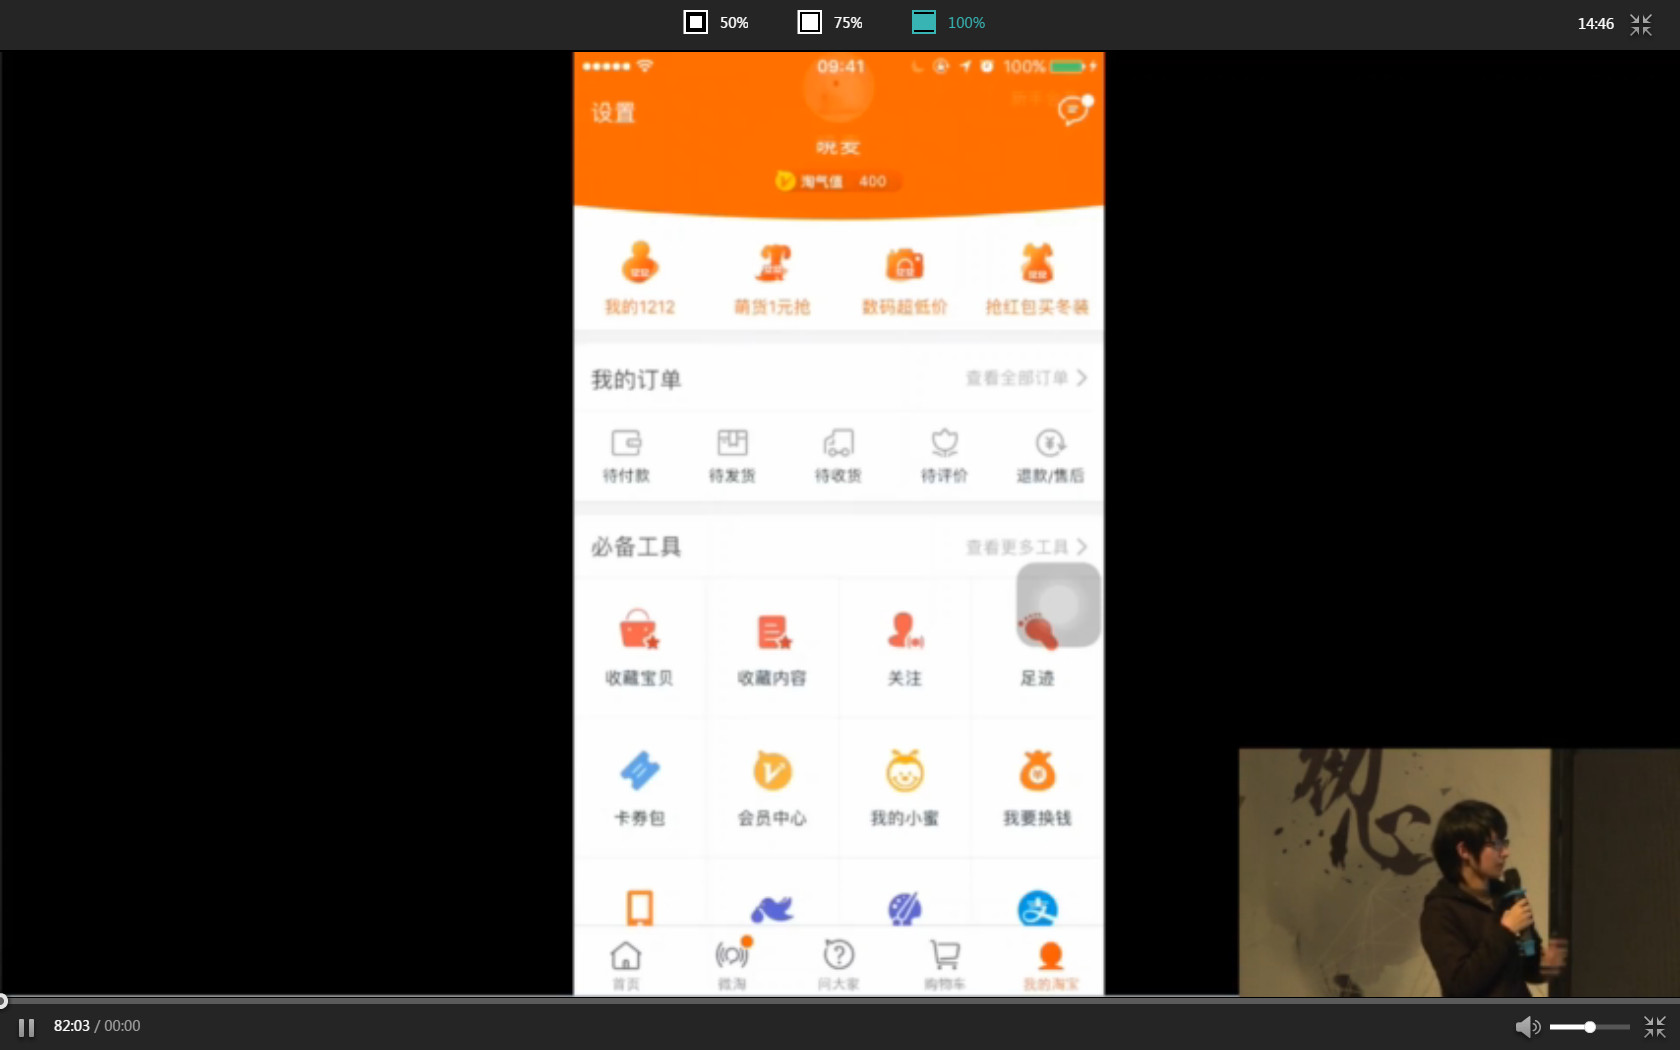 50% 75% 100% 14:46
09:41 100%
设置
淘气值 400
我的1212 萌货1元抢 数码超低价 抢红包买冬装
我的订单 查看全部订单
待付款 待发货 待收货 待评价 退款/售后
必备工具 查看更多工具
收藏宝贝 收藏内容 关注 足迹
卡券包 会员中心 我的小蜜 我要换钱
首页 微淘 问大家 购物车 我的淘宝
82:03 / 00:00